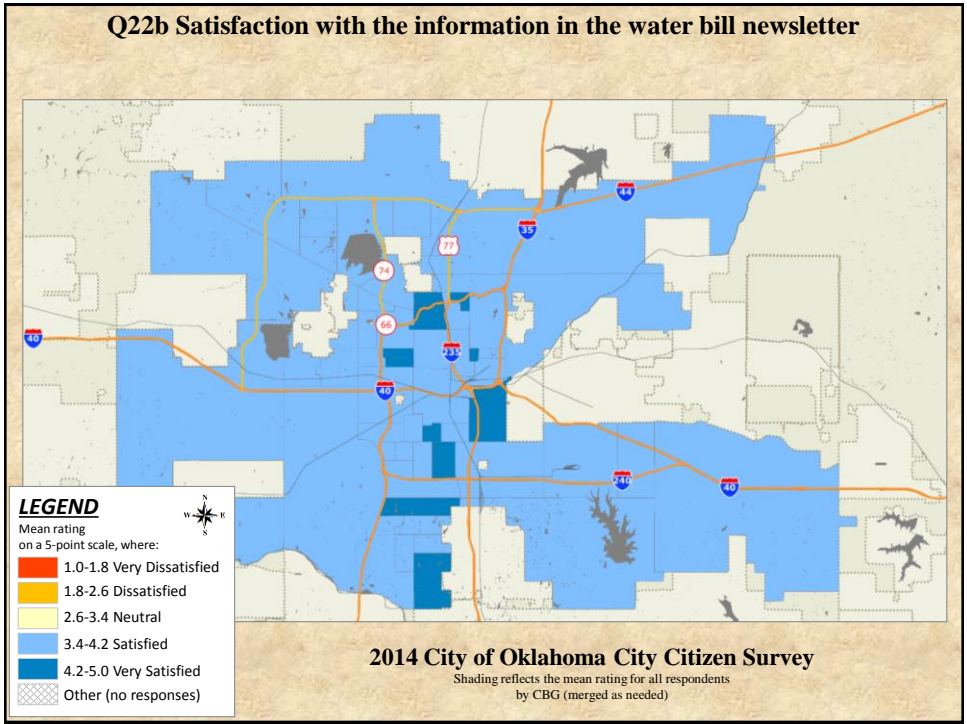 Q22b Satisfaction with the information in the water bill newsletter
44
35
77
74
66
40
235
40
240
40
LEGEND
N
W E
S
Mean rating
on a 5-point scale, where:
1.0-1.8 Very Dissatisfied
1.8-2.6 Dissatisfied
2.6-3.4 Neutral
3.4-4.2 Satisfied
4.2-5.0 Very Satisfied
Other (no responses)
2014 City of Oklahoma City Citizen Survey
Shading reflects the mean rating for all respondents
by CBG (merged as needed)